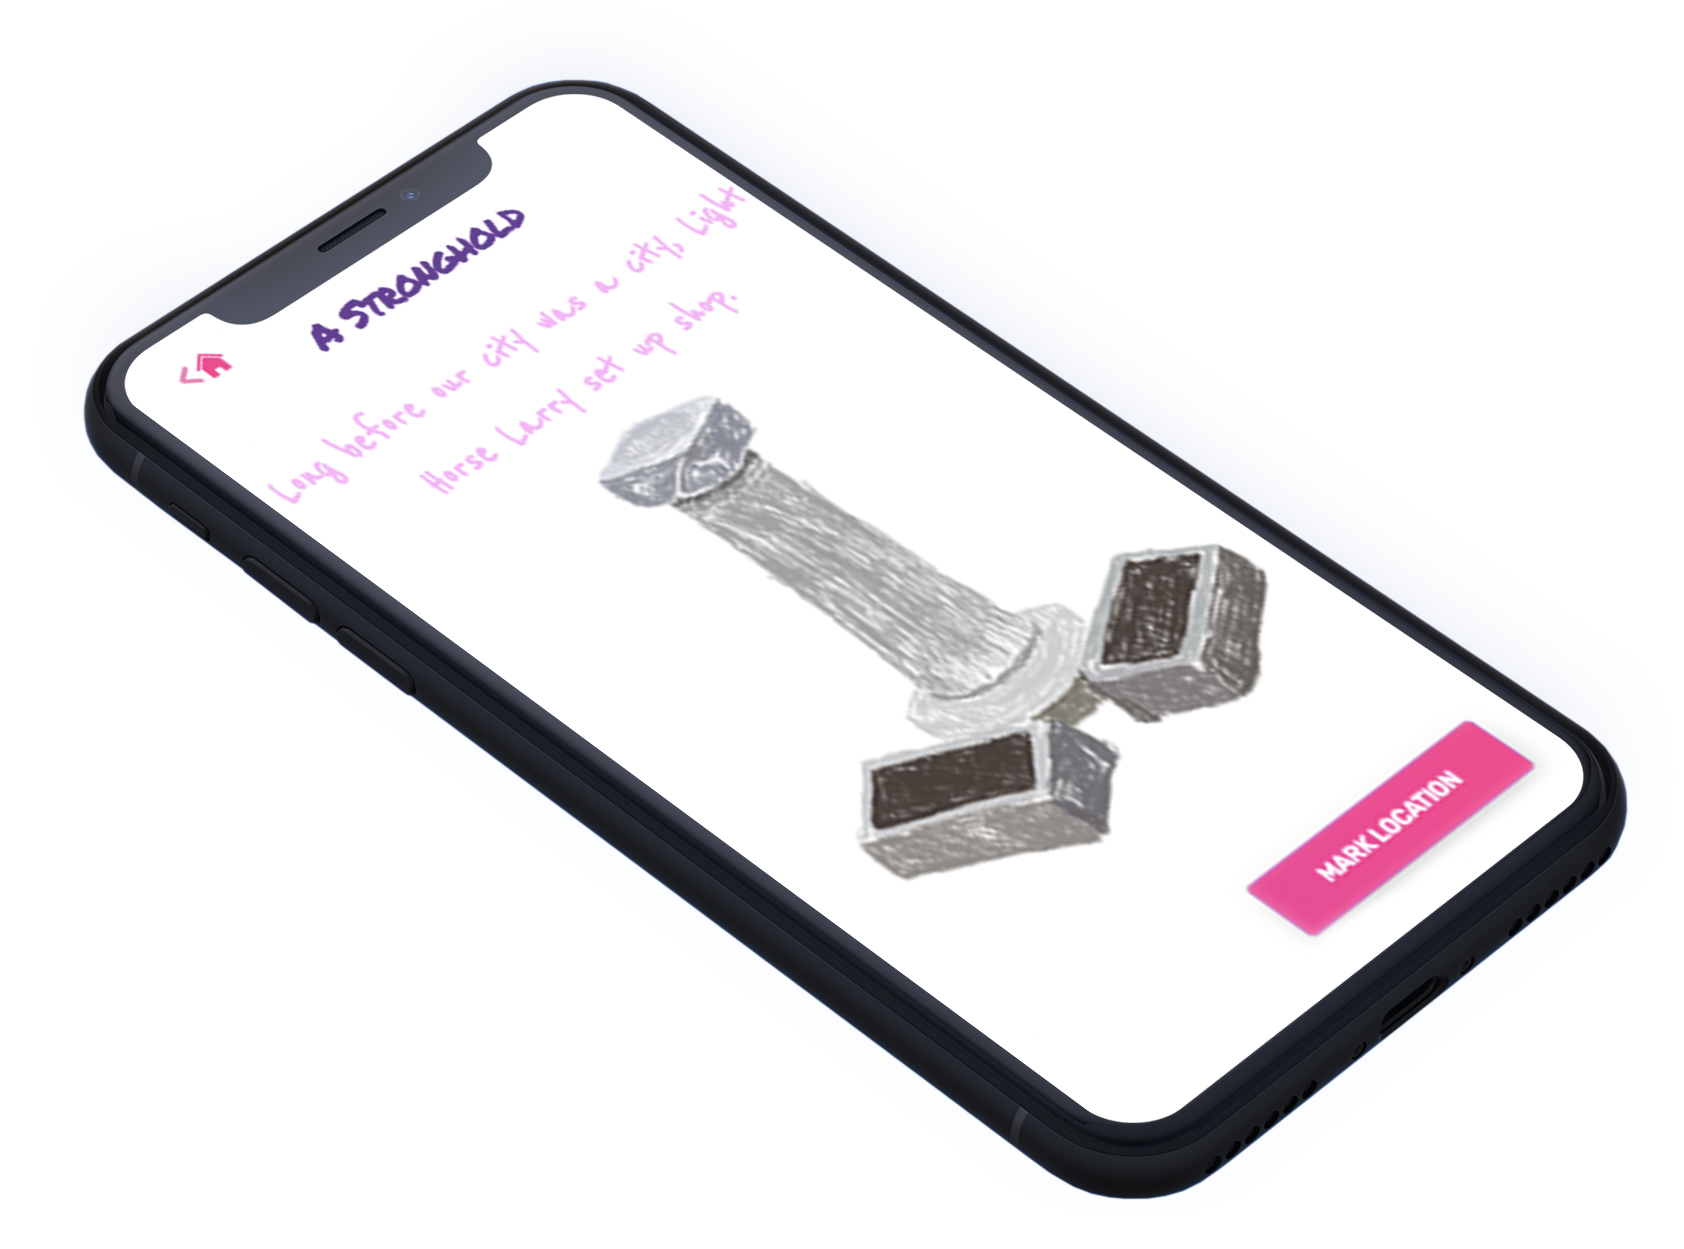 A STRONGHOLD
Long before our city was a city, Light
Horse Larry set up shop.
MARK LOCATION